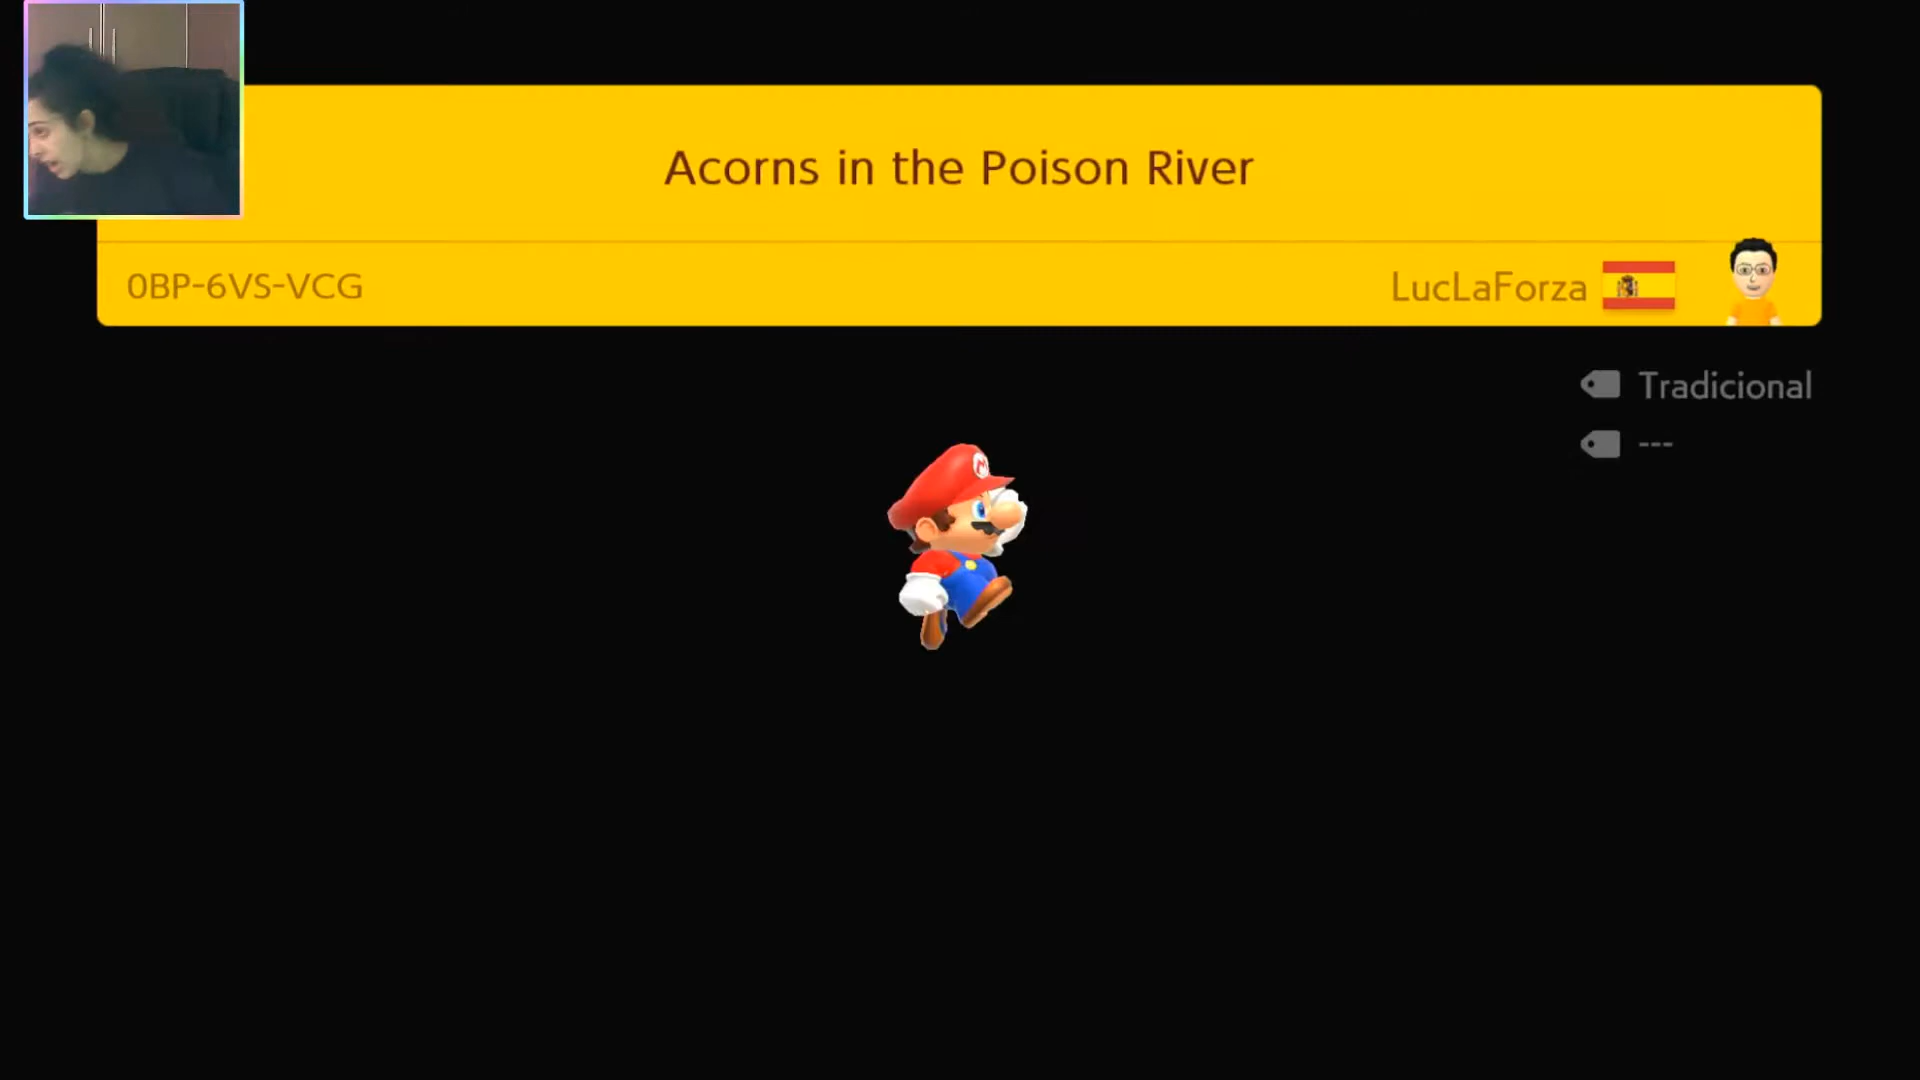 Acorns in the Poison River
0BP-6VS-VCG
LucLaForza
Tradicional
---